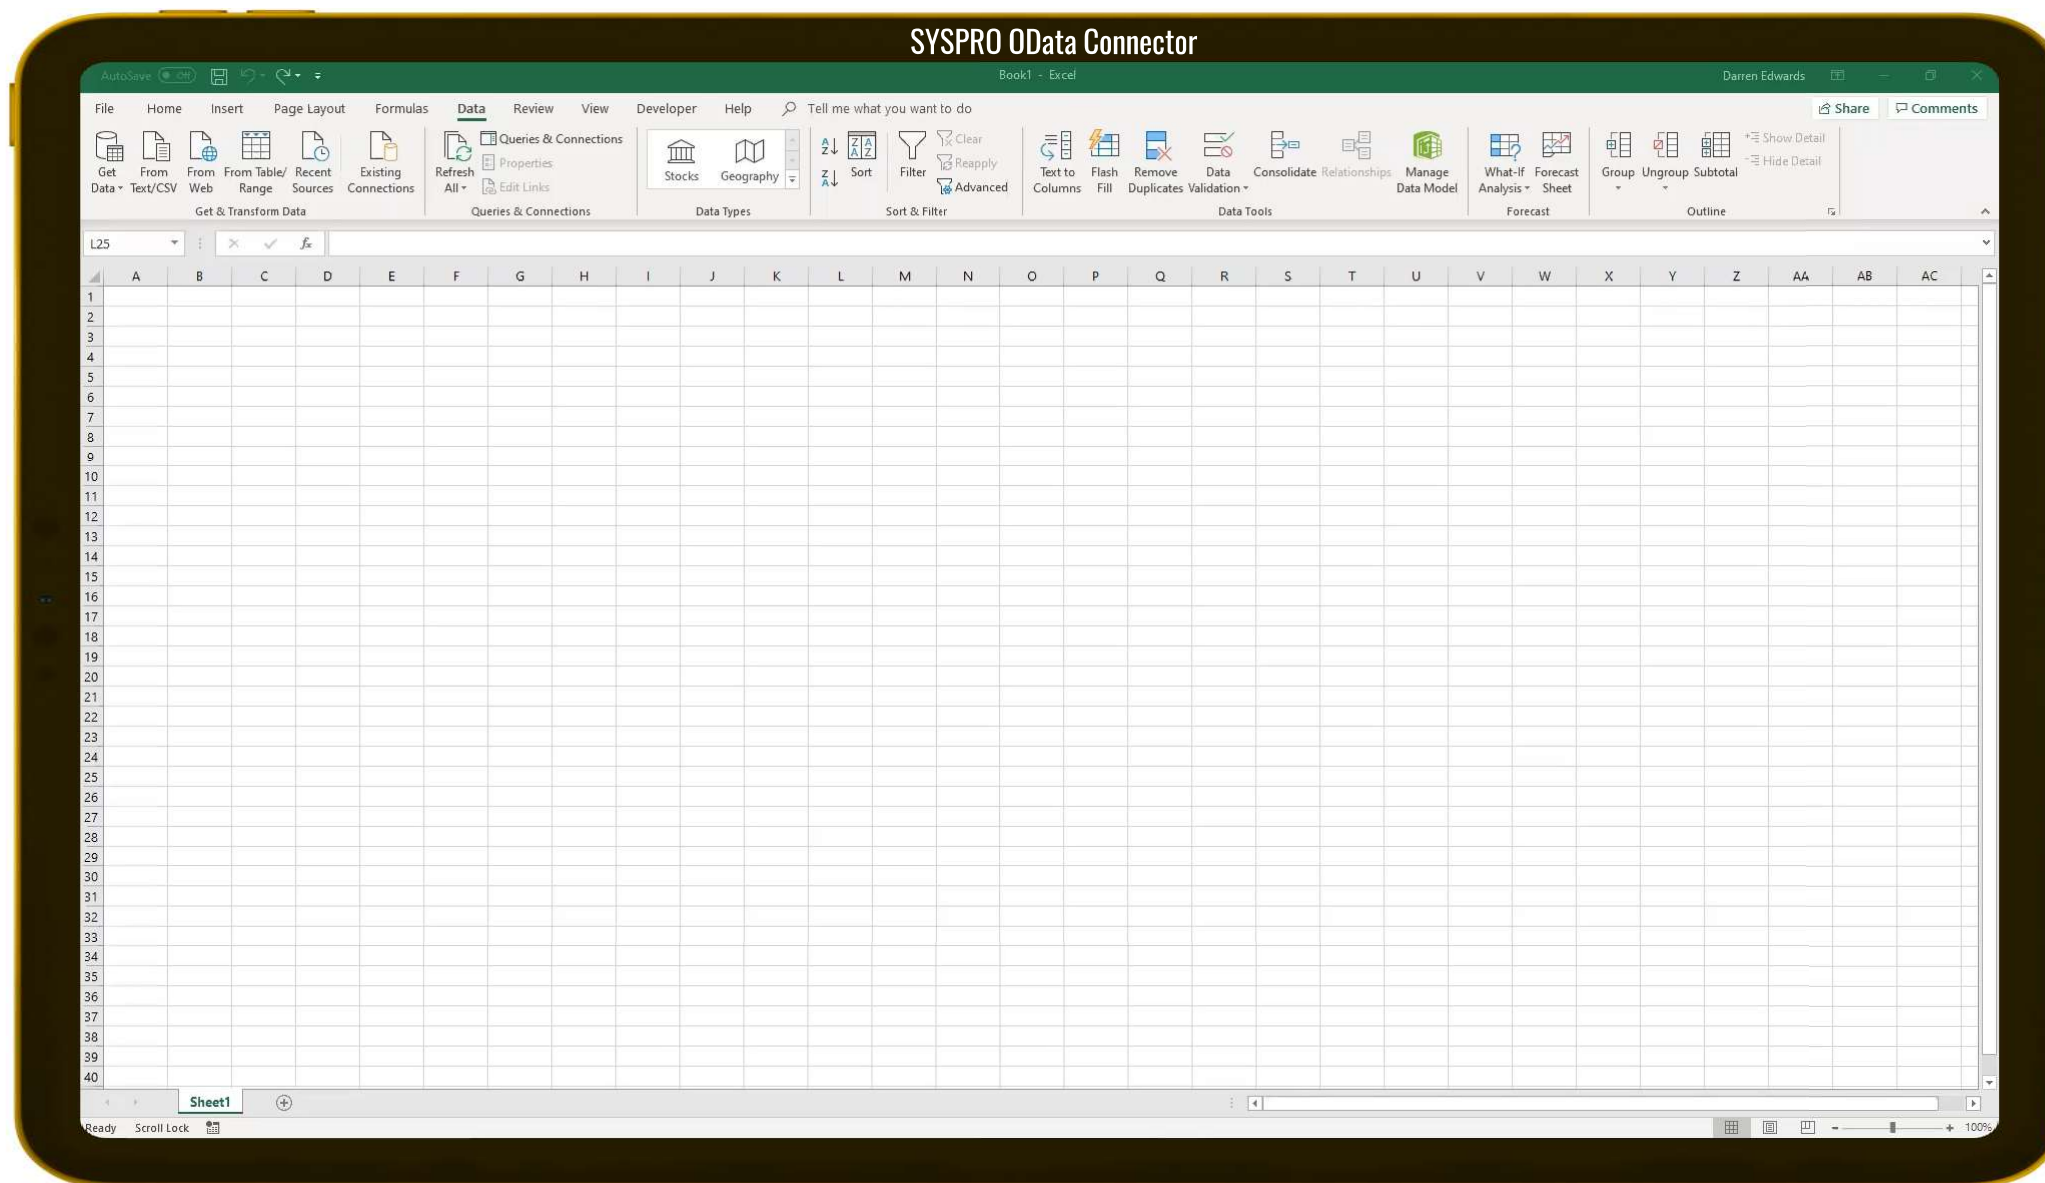 SYSPRO OData Connector
AutoSave Off Book1 - Excel Darren Edwards
File Home Insert Page Layout Formulas Data Review View Developer Help Tell me what you want to do Share Comments
Get Data From Text/CSV From Web From Table/ Range Recent Sources Existing Connections
Get & Transform Data
Refresh All Queries & Connections Properties Edit Links
Queries & Connections
Stocks Geography
Data Types
Sort Filter Clear Reapply Advanced
Sort & Filter
Text to Columns Flash Fill Remove Duplicates Data Validation Consolidate Relationships Manage Data Model
Data Tools
What-If Analysis Forecast Sheet
Forecast
Group Ungroup Subtotal Show Detail Hide Detail
Outline
L25 fx
A B C D E F G H I J K L M N O P Q R S T U V W X Y Z AA AB AC
1
2
3
4
5
6
7
8
9
10
11
12
13
14
15
16
17
18
19
20
21
22
23
24
25
26
27
28
29
30
31
32
33
34
35
36
37
38
39
40
Sheet1
Ready Scroll Lock 100%